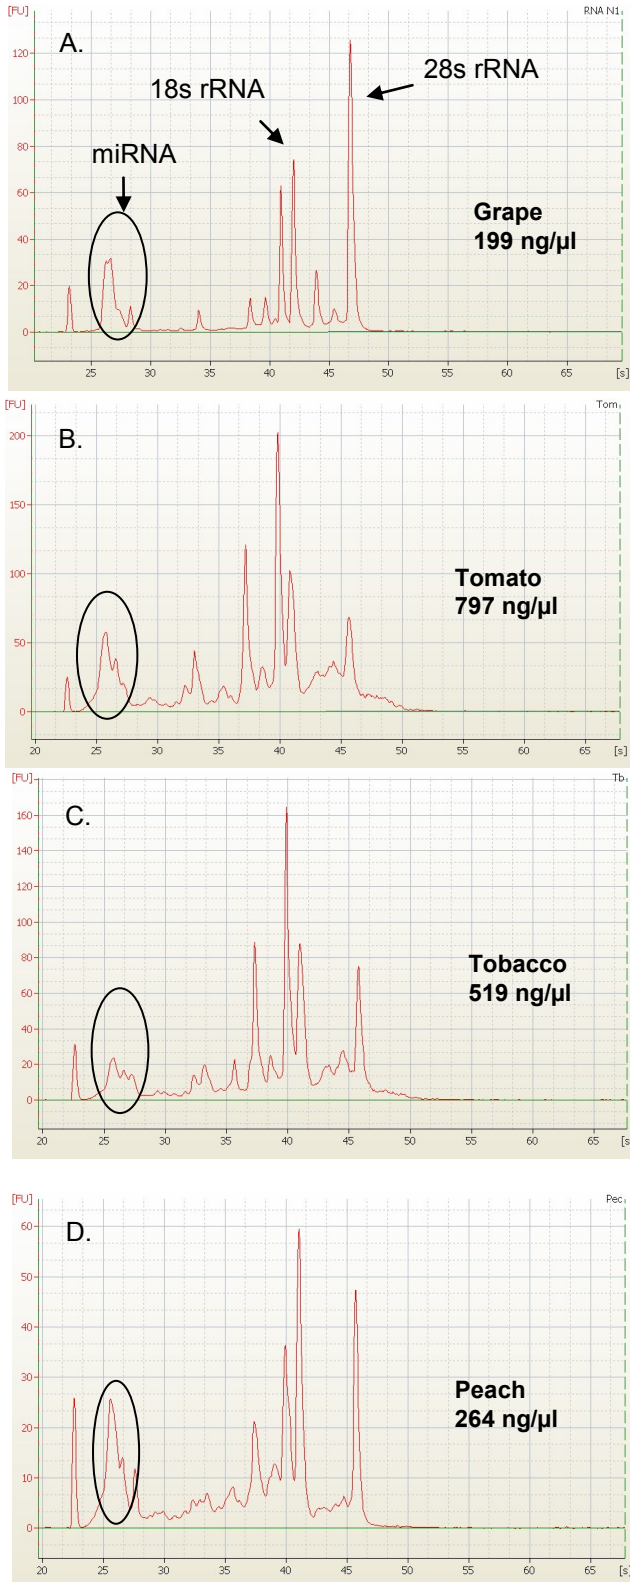 [FU]
RNA N1
A.
28s rRNA
18s rRNA
miRNA
Grape
199 ng/µl
120
100
80
60
40
20
0
25 30 35 40 45 50 55 60 65 [s]
[FU]
Tom
B.
Tomato
797 ng/µl
200
150
100
50
0
20 25 30 35 40 45 50 55 60 65 [s]
[FU]
Tb
C.
Tobacco
519 ng/µl
160
140
120
100
80
60
40
20
0
20 25 30 35 40 45 50 55 60 65 [s
[FU]
Pec
D.
Peach
264 ng/µl
60
50
40
30
20
10
0
20 25 30 35 40 45 50 55 60 65 [s]